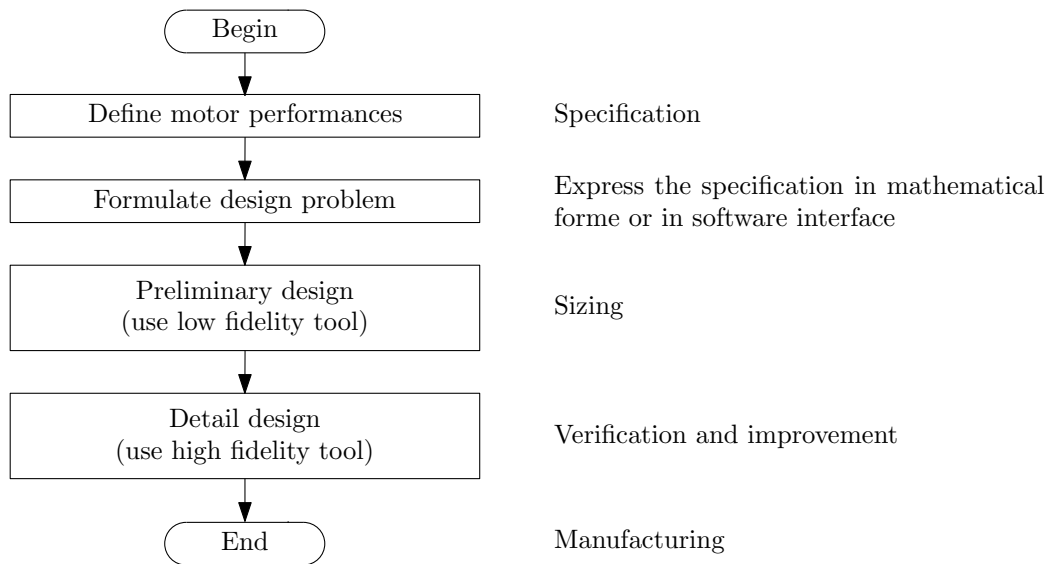 Begin
Define motor performances
Specification
Formulate design problem
Express the specification in mathematical
forme or in software interface
Preliminary design
(use low fidelity tool)
Sizing
Detail design
(use high fidelity tool)
Verification and improvement
End
Manufacturing